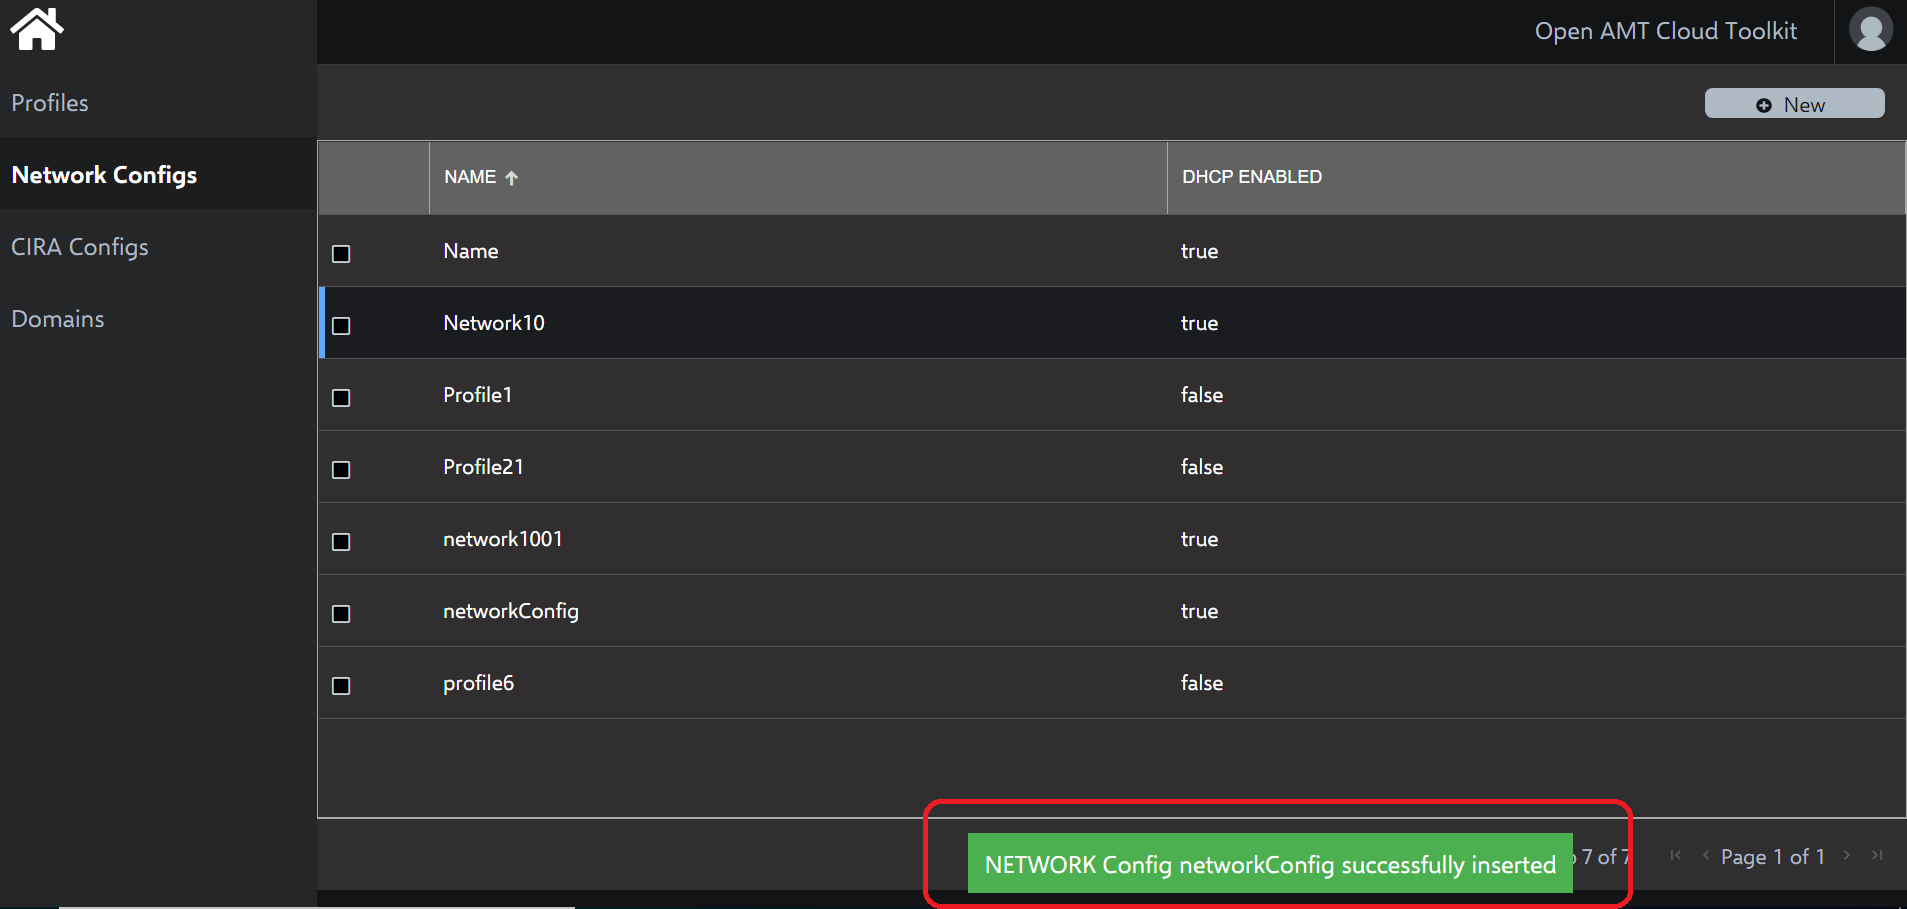 Open AMT Cloud Toolkit
Profiles
Network Configs
CIRA Configs
Domains
New
NAME DHCP ENABLED
Name true
Network10 true
Profile1 false
Profile21 false
network1001 true
networkConfig true
profile6 false
NETWORK Config networkConfig successfully inserted
7 of 7
Page 1 of 1